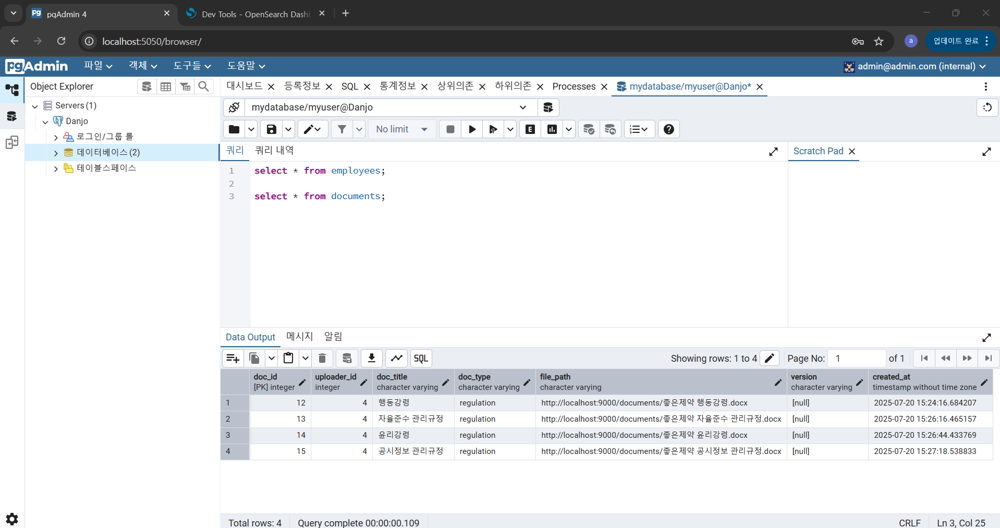 pgAdmin 4
Dev Tools - OpenSearch Dash
localhost:5050/browser/
a
업데이트 완료
pgAdmin 파일 객체 도구들 도움말 admin@admin.com (internal)
Object Explorer
대시보드 등록정보 SQL 통계정보 상위의존 하위의존 Processes mydatabase/myuser@Danjo*
Servers (1)
Danjo
로그인/그룹 롤
데이터베이스 (2)
테이블스페이스
mydatabase/myuser@Danjo
No limit
쿼리 쿼리 내역
Scratch Pad
1 select * from employees;
2
3 select * from documents;
Data Output 메시지 알림
SQL Showing rows: 1 to 4 Page No: 1 of 1
doc_id uploader_id doc_title doc_type file_path version created_at
[PK] integer integer character varying character varying character varying character varying timestamp without time zone
1 12 4 행동강령 regulation http://localhost:9000/documents/좋은제약 행동강령.docx [null] 2025-07-20 15:24:16.684207
2 13 4 자율준수 관리규정 regulation http://localhost:9000/documents/좋은제약 자율준수 관리규정.docx [null] 2025-07-20 15:26:16.465157
3 14 4 윤리강령 regulation http://localhost:9000/documents/좋은제약 윤리강령.docx [null] 2025-07-20 15:26:44.433769
4 15 4 공시정보 관리규정 regulation http://localhost:9000/documents/좋은제약 공시정보 관리규정.docx [null] 2025-07-20 15:27:18.538833
Total rows: 4 Query complete 00:00:00.109 CRLF Ln 3, Col 25